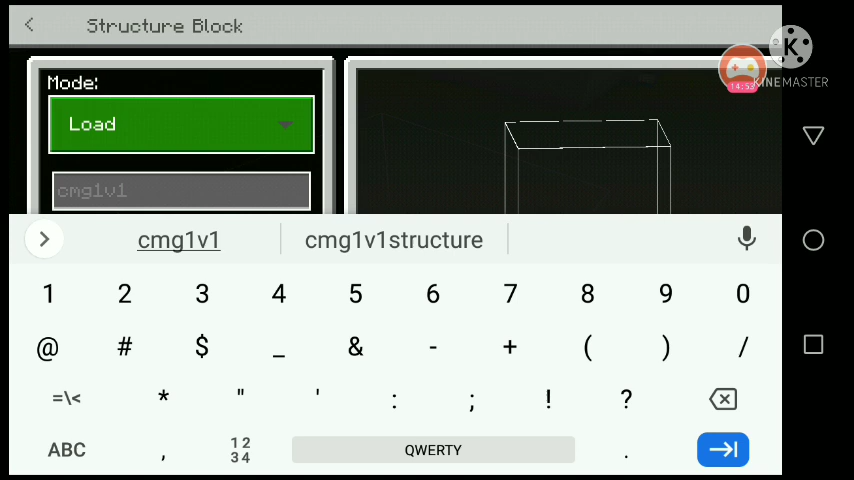 Structure Block
Mode:
Load
cmg1v1
K
KINEMASTER
14:53
cmg1v1 cmg1v1structure
1 2 3 4 5 6 7 8 9 0
@ # $ _ & - + ( ) /
=\< * " ' : ; ! ?
ABC , 12 34 QWERTY .